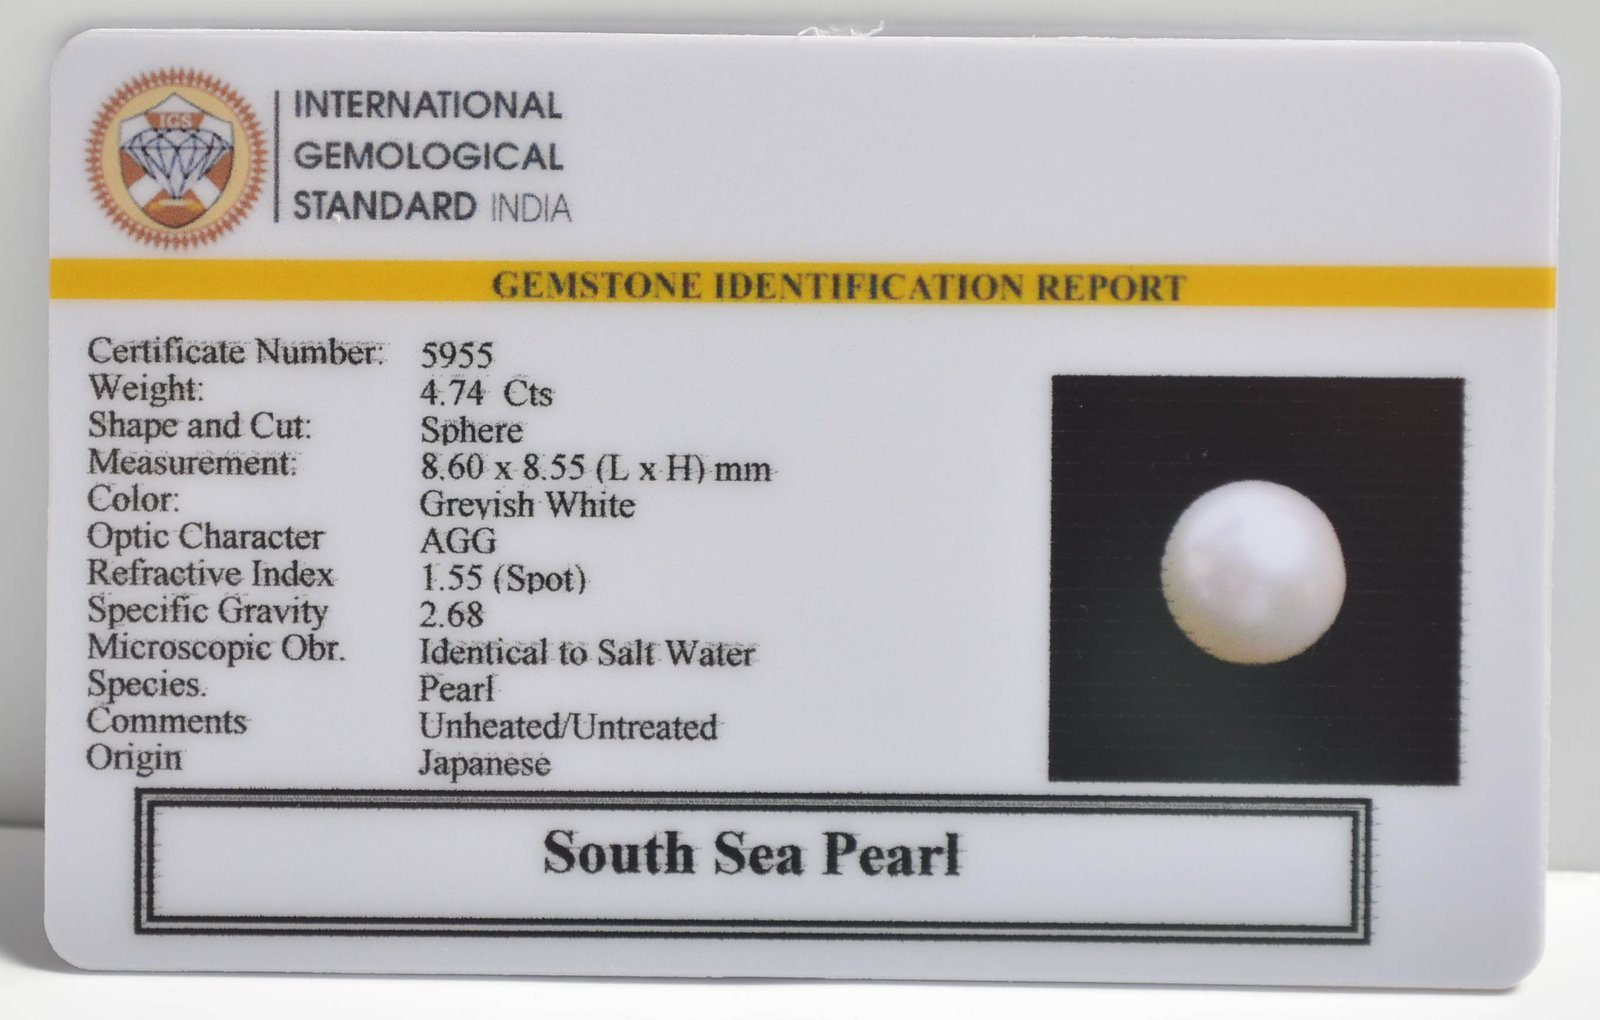 IGS
INTERNATIONAL
GEMOLOGICAL
STANDARD INDIA
GEMSTONE IDENTIFICATION REPORT
Certificate Number: 5955
Weight: 4.74 Cts
Shape and Cut: Sphere
Measurement: 8.60 x 8.55 (L x H) mm
Color: Greyish White
Optic Character AGG
Refractive Index 1.55 (Spot)
Specific Gravity 2.68
Microscopic Obr. Identical to Salt Water
Species. Pearl
Comments Unheated/Untreated
Origin Japanese
South Sea Pearl